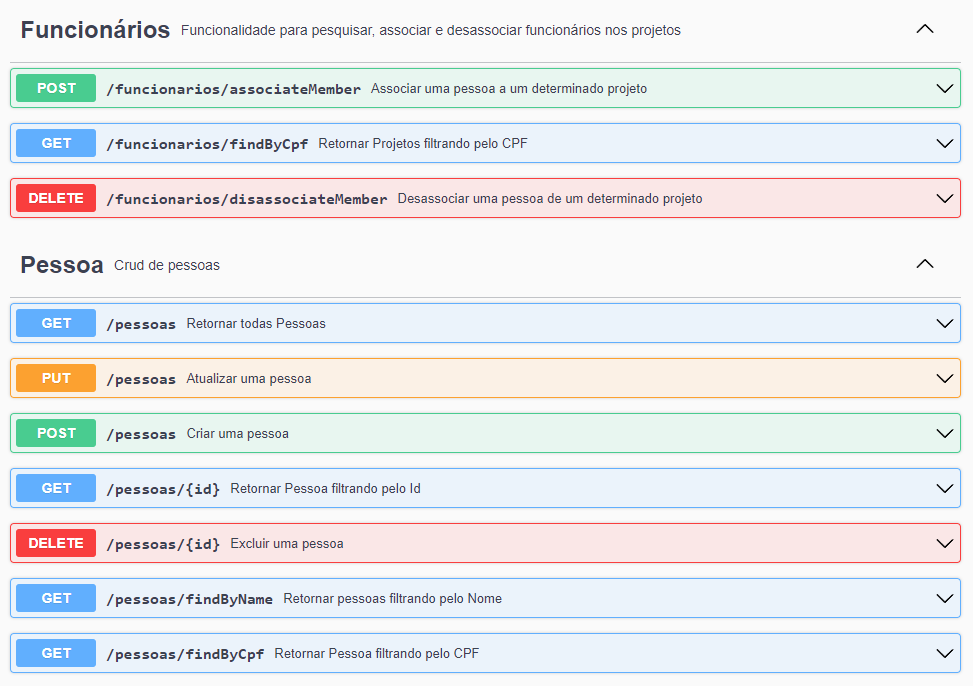 Funcionários Funcionalidade para pesquisar, associar e desassociar funcionários nos projetos
POST /funcionarios/associateMember Associar uma pessoa a um determinado projeto
GET /funcionarios/findByCpf Retornar Projetos filtrando pelo CPF
DELETE /funcionarios/disassociateMember Desassociar uma pessoa de um determinado projeto
Pessoa Crud de pessoas
GET /pessoas Retornar todas Pessoas
PUT /pessoas Atualizar uma pessoa
POST /pessoas Criar uma pessoa
GET /pessoas/{id} Retornar Pessoa filtrando pelo Id
DELETE /pessoas/{id} Excluir uma pessoa
GET /pessoas/findByName Retornar pessoas filtrando pelo Nome
GET /pessoas/findByCpf Retornar Pessoa filtrando pelo CPF